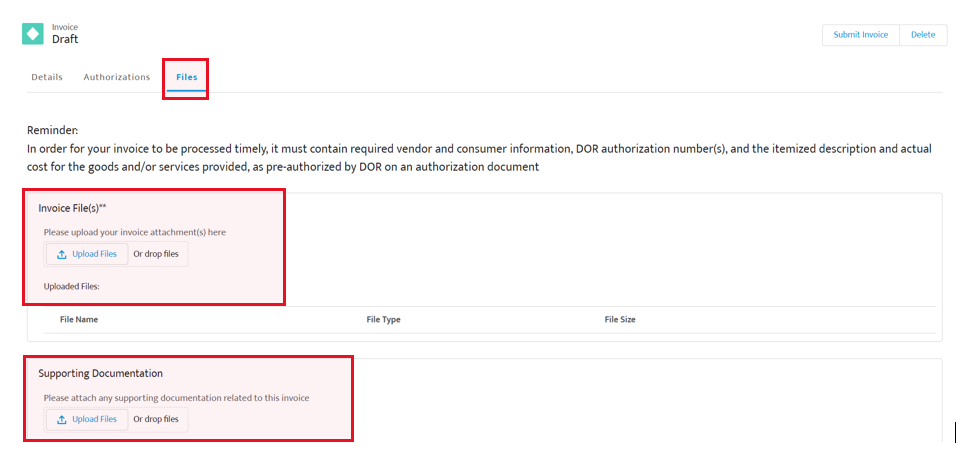 Invoice
Draft
Submit Invoice Delete
Details Authorizations Files
Reminder:
In order for your invoice to be processed timely, it must contain required vendor and consumer information, DOR authorization number(s), and the itemized description and actual
cost for the goods and/or services provided, as pre-authorized by DOR on an authorization document
Invoice File(s)**
Please upload your invoice attachment(s) here
Upload Files Or drop files
Uploaded Files:
File Name File Type File Size
Supporting Documentation
Please attach any supporting documentation related to this invoice
Upload Files Or drop files